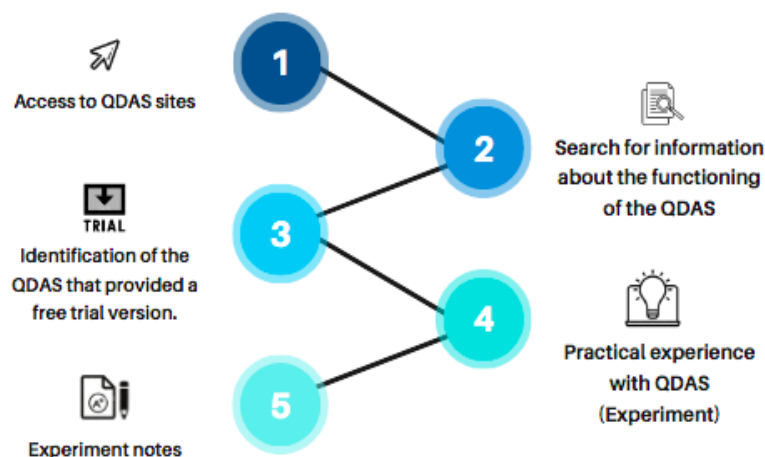 1
Access to QDAS sites
2
Search for information
about the functioning
of the QDAS
TRIAL
3
Identification of the
QDAS that provided a
free trial version.
4
Practical experience
with QDAS
(Experiment)
5
Experiment notes